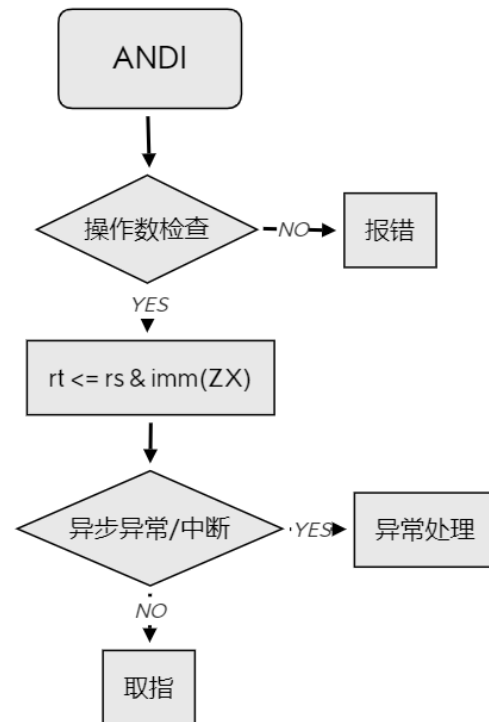 ANDI
操作数检查
NO
报错
YES
rt <= rs & imm(ZX)
异步异常/中断
YES
异常处理
NO
取指